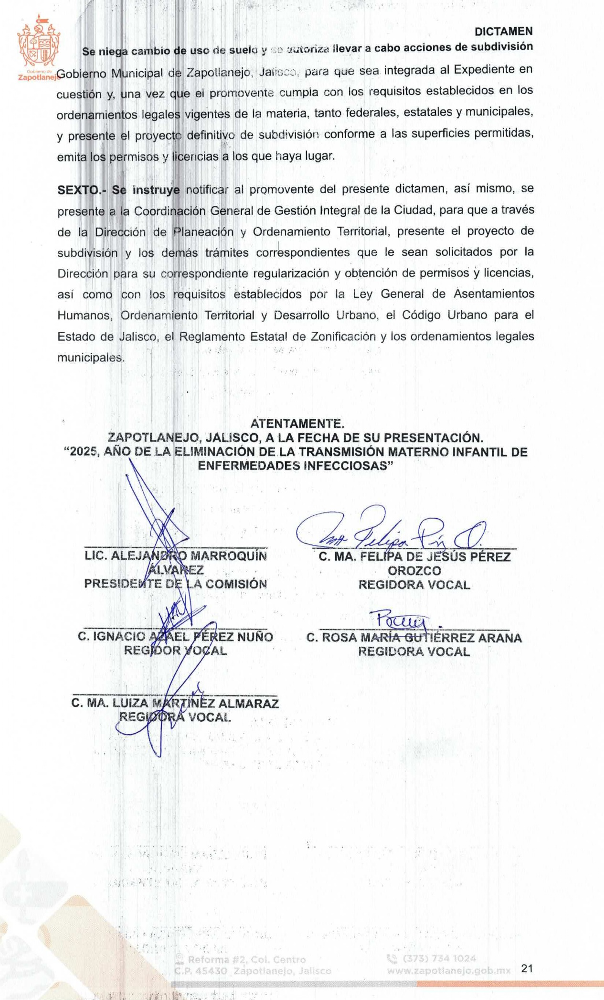 DICTAMEN
Se niega cambio de uso de suelo y se autoriza llevar a cabo acciones de subdivisión
Gobierno de
Zapotlanejo
Gobierno Municipal de Zapotlanejo, Jalisco, para que sea integrada al Expediente en
cuestión y, una vez que el promovente cumpla con los requisitos establecidos en los
ordenamientos legales vigentes de la materia, tanto federales, estatales y municipales,
y presente el proyecto definitivo de subdivisión conforme a las superficies permitidas,
emita los permisos y licencias a los que haya lugar.
SEXTO.- Se instruye notificar al promovente del presente dictamen, así mismo, se
presente a la Coordinación General de Gestión Integral de la Ciudad, para que a través
de la Dirección de Planeación y Ordenamiento Territorial, presente el proyecto de
subdivisión y los demás trámites correspondientes que le sean solicitados por la
Dirección para su correspondiente regularización y obtención de permisos y licencias,
así como con los requisitos establecidos por la Ley General de Asentamientos
Humanos, Ordenamiento Territorial y Desarrollo Urbano, el Código Urbano para el
Estado de Jalisco, el Reglamento Estatal de Zonificación y los ordenamientos legales
municipales.
ATENTAMENTE.
ZAPOTLANEJO, JALISCO, A LA FECHA DE SU PRESENTACIÓN.
“2025, AÑO DE LA ELIMINACIÓN DE LA TRANSMISIÓN MATERNO INFANTIL DE
ENFERMEDADES INFECCIOSAS”
Ma Felipa Pérez O.
LIC. ALEJANDRO MARROQUÍN
ÁLVAREZ
PRESIDENTE DE LA COMISIÓN
C. MA. FELIPA DE JESÚS PÉREZ
OROZCO
REGIDORA VOCAL
C. IGNACIO AZAEL PÉREZ NUÑO
REGIDOR VOCAL
C. ROSA MARÍA GUTIÉRREZ ARANA
REGIDORA VOCAL
C. MA. LUIZA MARTÍNEZ ALMARAZ
REGIDORA VOCAL
Reforma #2, Col. Centro
C.P. 45430 Zapotlanejo, Jalisco
(373) 734 1024
www.zapotlanejo.gob.mx
21